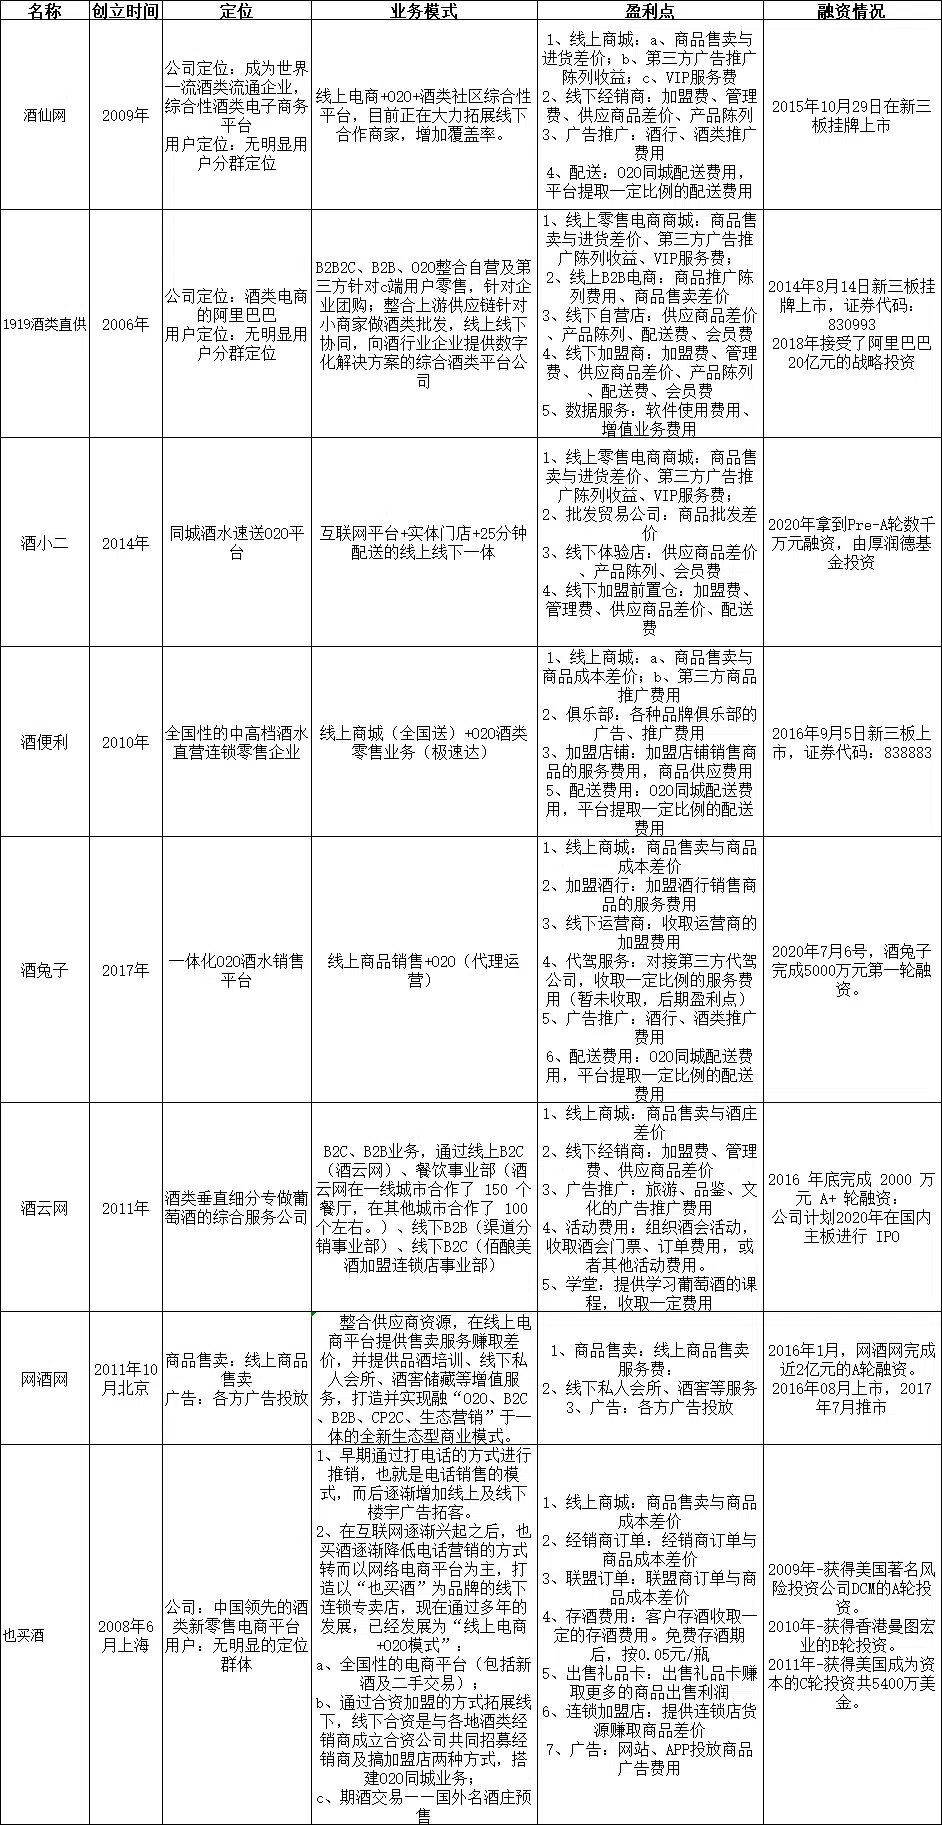 名称
创立时间
定位
业务模式
盈利点
融资情况
酒仙网
2009年
公司定位：成为世界
一流酒类流通企业，
综合性酒类电子商务
平台
用户定位：无明显用
户分群定位
线上电商+O2O+酒类社区综合性
平台，目前正在大力拓展线下
合作商家，增加覆盖率。
1、线上商城：a、商品售卖与
进货差价；b、第三方广告推广
陈列收益；c、VIP服务费
2、线下经销商：加盟费、管理
费、供应商品差价、产品陈列
3、广告推广：酒行、酒类推广
费用
4、配送：O2O同城配送费用，
平台提取一定比例的配送费用
2015年10月29日在新三
板挂牌上市
1919酒类直供
2006年
公司定位：酒类电商
的阿里巴巴
用户定位：无明显用
户分群定位
B2B2C、B2B、O2O整合自营及第
三方针对c端用户零售，针对企
业团购；整合上游供应链针对
小商家做酒类批发，线上线下
协同，向酒行业企业提供数字
化解决方案的综合酒类平台公
司
1、线上零售电商商城：商品售
卖与进货差价、第三方广告推
广陈列收益、VIP服务费；
2、线上B2B电商：商品推广陈
列费用、商品售卖差价
3、线下自营店：供应商品差价
、产品陈列、配送费、会员费
4、线下加盟商：加盟费、管理
费、供应商品差价、产品陈列
、配送费、会员费
5、数据服务：软件使用费用、
增值业务费用
2014年8月14日新三板挂
牌上市，证券代码：
830993
2018年接受了阿里巴巴
20亿元的战略投资
酒小二
2014年
同城酒水速送O2O平
台
互联网平台+实体门店+25分钟
配送的线上线下一体
1、线上零售电商商城：商品售
卖与进货差价、第三方广告推
广陈列收益、VIP服务费；
2、批发贸易公司：商品批发差
价
3、线下体验店：供应商品差价
、产品陈列、会员费
4、线下加盟前置仓：加盟费、
管理费、供应商品差价、配送
费
2020年拿到Pre-A轮数千
万元融资，由厚润德基
金投资
酒便利
2010年
全国性的中高档酒水
直营连锁零售企业
线上商城（全国送）+O2O酒类
零售业务（极速达）
1、线上商城：a、商品售卖与
商品成本差价；b、第三方商品
推广费用
2、俱乐部：各种品牌俱乐部的
广告、推广费用
3、加盟店铺：加盟店铺销售商
品的服务费用，商品供应费用
5、配送费用：O2O同城配送费
用，平台提取一定比例的配送
费用
2016年9月5日新三板上
市，证券代码：838883
酒兔子
2017年
一体化O2O酒水销售
平台
线上商品销售+O2O（代理运
营）
1、线上商城：商品售卖与商品
成本差价
2、加盟酒行：加盟酒行销售商
品的服务费用
3、线下运营商：收取运营商的
加盟费用
4、代驾服务：对接第三方代驾
公司，收取一定比例的服务费
用（暂未收取，后期盈利点）
5、广告推广：酒行、酒类推广
费用
6、配送费用：O2O同城配送费
用，平台提取一定比例的配送
费用
2020年7月6号，酒兔子
完成5000万元第一轮融
资。
酒云网
2011年
酒类垂直细分专做葡
萄酒的综合服务公司
B2C、B2B业务，通过线上B2C
（酒云网）、餐饮事业部（酒
云网在一线城市合作了 150 个
餐厅，在其他城市合作了 100
个左右。）、线下B2B（渠道分
销事业部）、线下B2C（佰酿美
酒加盟连锁店事业部）
1、线上商城：商品售卖与酒庄
差价
2、线下经销商：加盟费、管理
费、供应商品差价
3、广告推广：旅游、品鉴、文
化的广告推广费用
4、活动费用：组织酒会活动，
收取酒会门票、订单费用，或
者其他活动费用。
5、学堂：提供学习葡萄酒的课
程，收取一定费用
2016 年底完成 2000 万
元 A+ 轮融资；
公司计划2020年在国内
主板进行 IPO
网酒网
2011年10
月北京
商品售卖：线上商品
售卖
广告：各方广告投放
整合供应商资源，在线上电
商平台提供售卖服务赚取差
价，并提供品酒培训、线下私
人会所、酒窖储藏等增值服
务，打造并实现融“O2O、B2C
、B2B、CP2C、生态营销”于一
体的全新生态型商业模式。
1、商品售卖：线上商品售卖
服务费；
2、线下私人会所、酒窖等服务
3、广告：各方广告投放
2016年1月，网酒网完成
近2亿元的A轮融资。
2016年08月上市，2017
年7月推市
也买酒
2008年6
月上海
公司：中国领先的酒
类新零售电商平台
用户：无明显的定位
群体
1、早期通过打电话的方式进行
推销，也就是电话销售的模
式，而后逐渐增加线上及线下
楼宇广告拓客。
2、在互联网逐渐兴起之后，也
买酒逐渐降低电话营销的方式
转而以网络电商平台为主，打
造以“也买酒”为品牌的线下
连锁专卖店，现在通过多年的
发展，已经发展为“线上电商
+O2O模式”：
a、全国性的电商平台（包括新
酒及二手交易）；
b、通过合资加盟的方式拓展线
下，线下合资是与各地酒类经
销商成立合资公司共同招募经
销商及搞加盟店两种方式，搭
建O2O同城业务；
c、期酒交易——国外名酒庄预
售
1、线上商城：商品售卖与商品
成本差价
2、经销商订单：经销商订单与
商品成本差价
3、联盟订单：联盟商订单与商
品成本差价
4、存酒费用：客户存酒收取一
定的存酒费用。免费存酒期
后，按0.05元/瓶
5、出售礼品卡：出售礼品卡赚
取更多的商品出售利润
6、连锁加盟店：提供连锁店货
源赚取商品差价
7、广告：网站、APP投放商品
广告费用
2009年-获得美国著名风
险投资公司DCM的A轮投
资。
2010年-获得香港曼图宏
业的B轮投资。
2011年-获得美国成为资
本的C轮投资共5400万美
金。